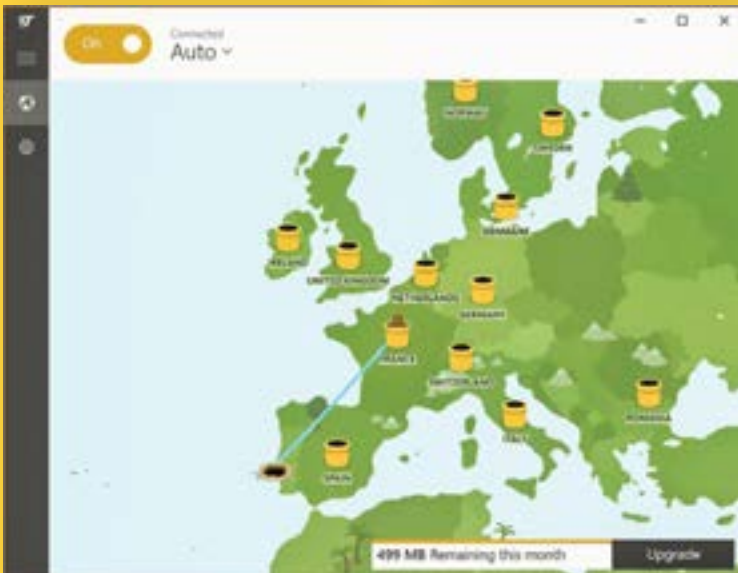 On
Connected
Auto
NORWAY
SWEDEN
DENMARK
IRELAND
UNITED KINGDOM
NETHERLANDS
GERMANY
FRANCE
SWITZERLAND
ROMANIA
ITALY
SPAIN
499 MB Remaining this month
Upgrade